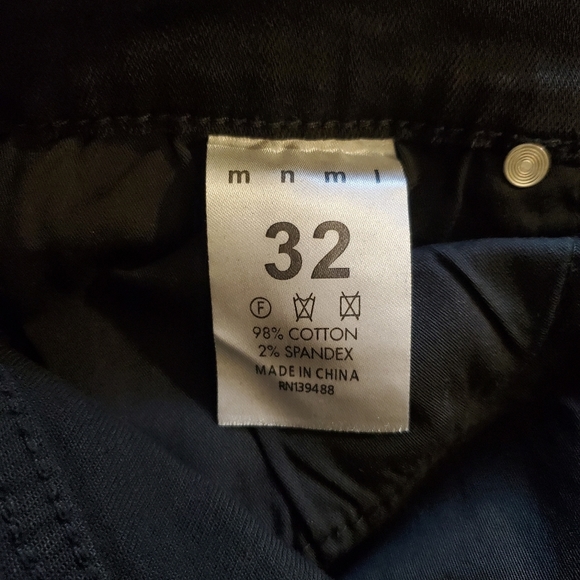 m n m l
32
F
98% COTTON
2% SPANDEX
MADE IN CHINA
RN139488